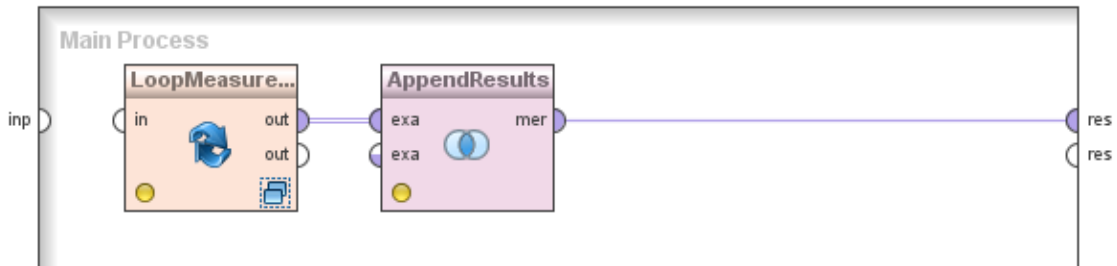 Main Process
LoopMeasure... AppendResults
inp in out exa mer res
out exa res